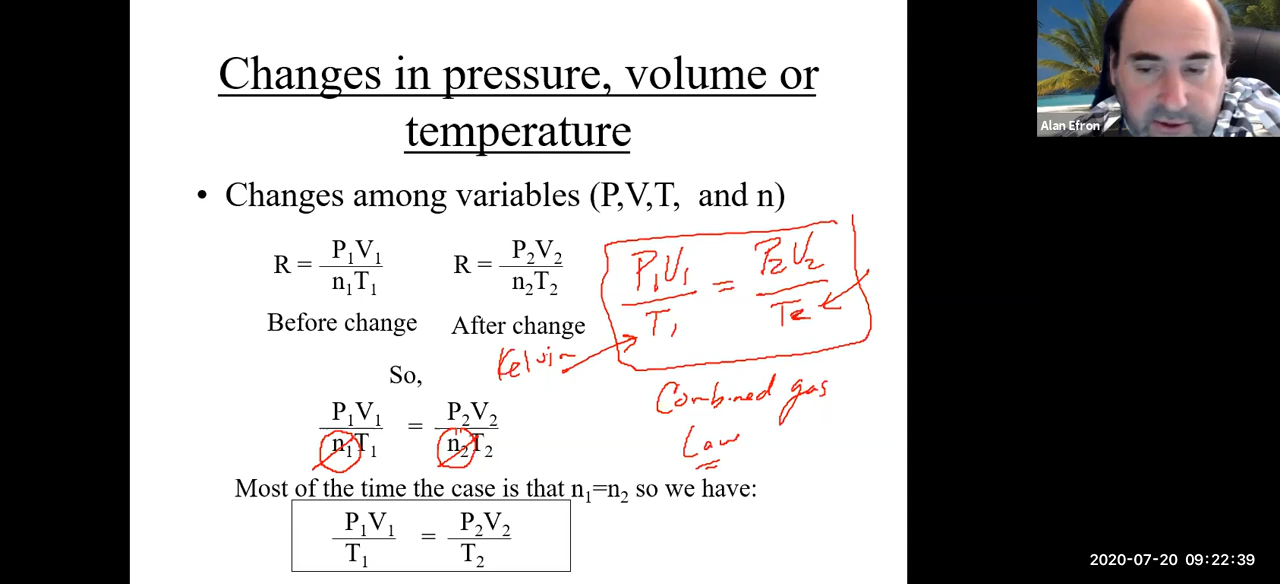 Changes in pressure, volume or
temperature
• Changes among variables (P,V,T, and n)
R = P₁V₁ / n₁T₁
R = P₂V₂ / n₂T₂
Before change
After change
P₁V₁ / T₁ = P₂V₂ / T₂
Kelvin
Combined gas
Law
So,
P₁V₁ / n₁T₁ = P₂V₂ / n₂T₂
Most of the time the case is that n₁=n₂ so we have:
P₁V₁ / T₁ = P₂V₂ / T₂
Alan Efron
2020-07-20 09:22:39